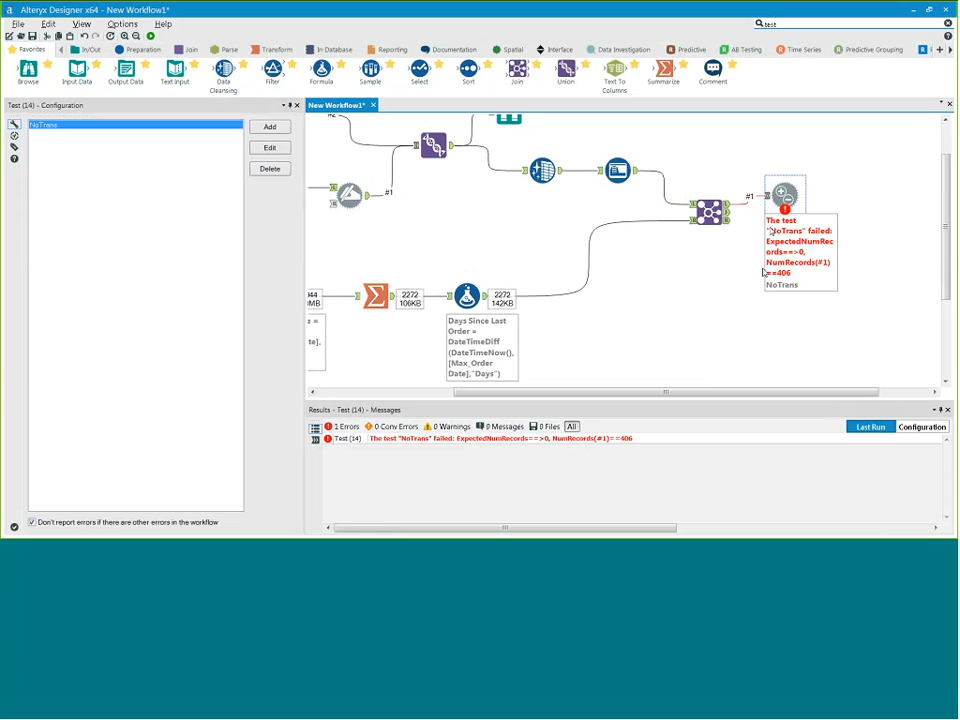 a Alteryx Designer x64 - New Workflow1*
File Edit View Options Help
test
Favorites In/Out Preparation Join Parse Transform In-Database Reporting Documentation Spatial Interface Data Investigation Predictive AB Testing Time Series Predictive Grouping
Browse Input Data Output Data Text Input Data Cleansing Filter Formula Sample Select Sort Join Union Text To Columns Summarize Comment
Test (14) - Configuration
New Workflow1*
NoTrans
Add
Edit
Delete
Don't report errors if there are other errors in the workflow
#2
#1
#1
The test
"NoTrans" failed:
ExpectedNumRec
ords==>0,
NumRecords(#1)
==406
NoTrans
2272
106KB
2272
142KB
Days Since Last
Order =
DateTimeDiff
(DateTimeNow(),
[Max_Order
Date],"Days")
Results - Test (14) - Messages
1 Errors 0 Conv Errors 0 Warnings 0 Messages 0 Files All
Last Run Configuration
Test (14) The test "NoTrans" failed: ExpectedNumRecords==>0, NumRecords(#1)==406